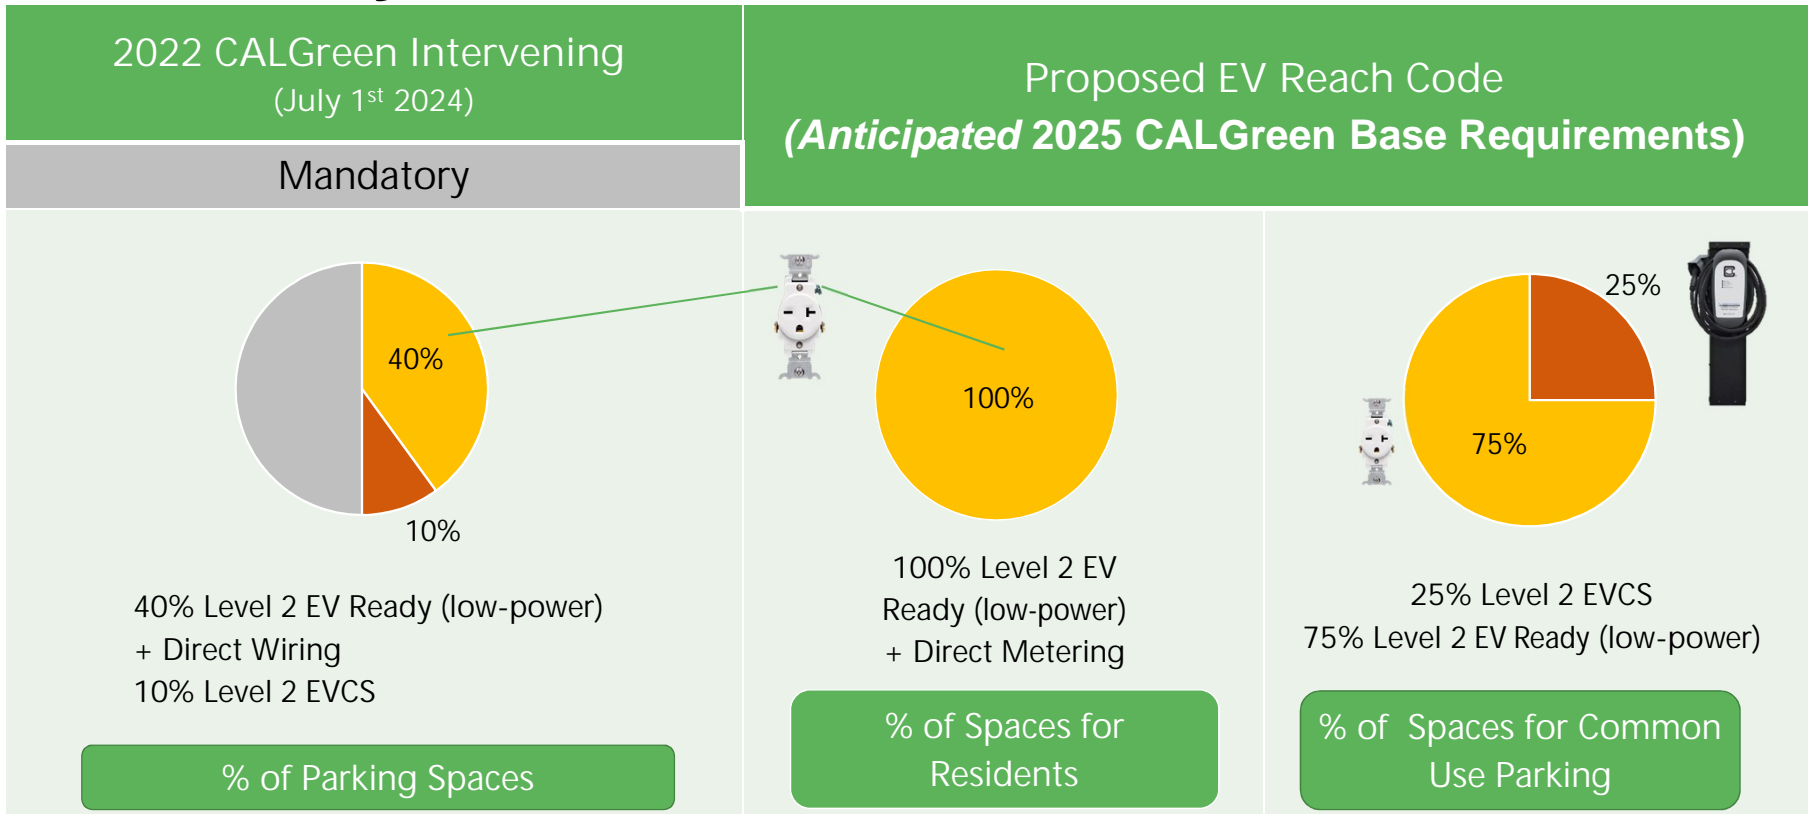 2022 CALGreen Intervening
(July 1st 2024)
Mandatory
Proposed EV Reach Code
(Anticipated 2025 CALGreen Base Requirements)
40%
10%
40% Level 2 EV Ready (low-power)
+ Direct Wiring
10% Level 2 EVCS
% of Parking Spaces
100%
100% Level 2 EV
Ready (low-power)
+ Direct Metering
% of Spaces for
Residents
25%
75%
25% Level 2 EVCS
75% Level 2 EV Ready (low-power)
% of Spaces for Common
Use Parking